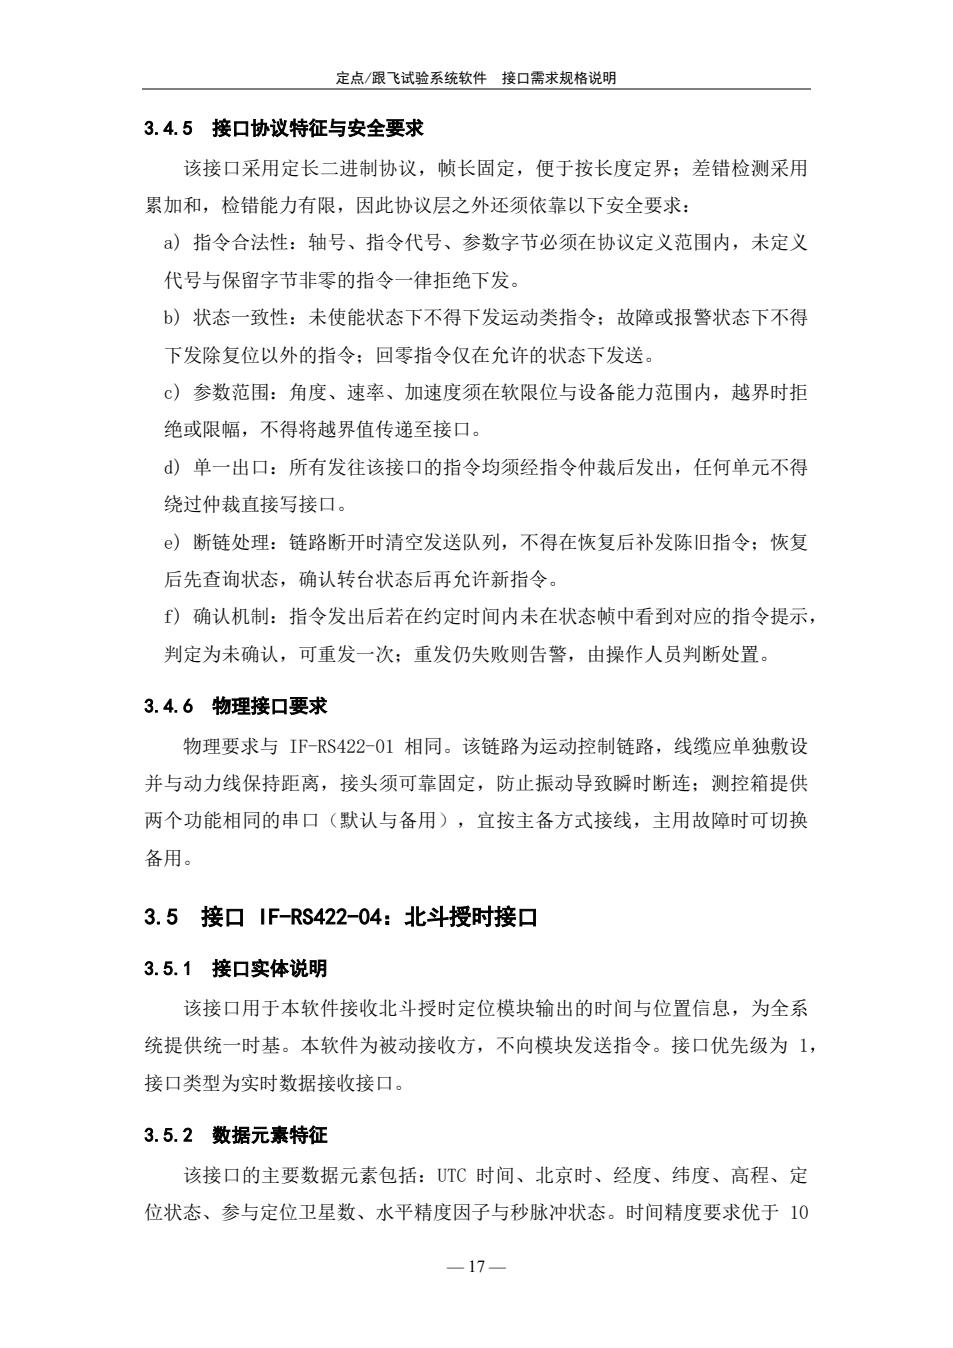 定点/跟飞试验系统软件　接口需求规格说明
3.4.5　接口协议特征与安全要求
该接口采用定长二进制协议，帧长固定，便于按长度定界；差错检测采用
累加和，检错能力有限，因此协议层之外还须依靠以下安全要求：
a）指令合法性：轴号、指令代号、参数字节必须在协议定义范围内，未定义
代号与保留字节非零的指令一律拒绝下发。
b）状态一致性：未使能状态下不得下发运动类指令；故障或报警状态下不得
下发除复位以外的指令；回零指令仅在允许的状态下发送。
c）参数范围：角度、速率、加速度须在软限位与设备能力范围内，越界时拒
绝或限幅，不得将越界值传递至接口。
d）单一出口：所有发往该接口的指令均须经指令仲裁后发出，任何单元不得
绕过仲裁直接写接口。
e）断链处理：链路断开时清空发送队列，不得在恢复后补发陈旧指令；恢复
后先查询状态，确认转台状态后再允许新指令。
f）确认机制：指令发出后若在约定时间内未在状态帧中看到对应的指令提示，
判定为未确认，可重发一次；重发仍失败则告警，由操作人员判断处置。
3.4.6　物理接口要求
物理要求与 IF-RS422-01 相同。该链路为运动控制链路，线缆应单独敷设
并与动力线保持距离，接头须可靠固定，防止振动导致瞬时断连；测控箱提供
两个功能相同的串口（默认与备用），宜按主备方式接线，主用故障时可切换
备用。
3.5　接口 IF-RS422-04：北斗授时接口
3.5.1　接口实体说明
该接口用于本软件接收北斗授时定位模块输出的时间与位置信息，为全系
统提供统一时基。本软件为被动接收方，不向模块发送指令。接口优先级为 1，
接口类型为实时数据接收接口。
3.5.2　数据元素特征
该接口的主要数据元素包括：UTC 时间、北京时、经度、纬度、高程、定
位状态、参与定位卫星数、水平精度因子与秒脉冲状态。时间精度要求优于 10
— 17 —